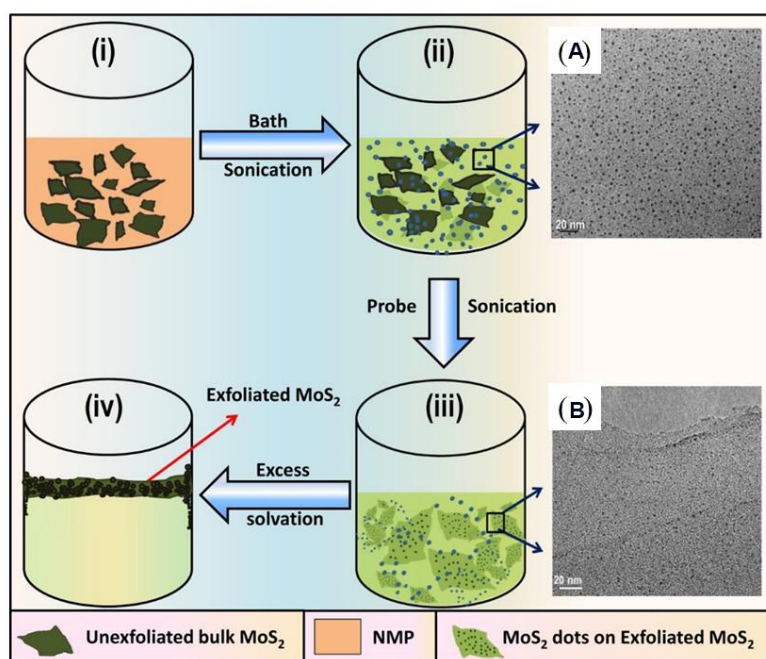 (i)
Bath
Sonication
(ii)
(A)
20 nm
Probe
Sonication
(iv)
Exfoliated MoS₂
Excess
solvation
(iii)
(B)
20 nm
Unexfoliated bulk MoS₂
NMP
MoS₂ dots on Exfoliated MoS₂